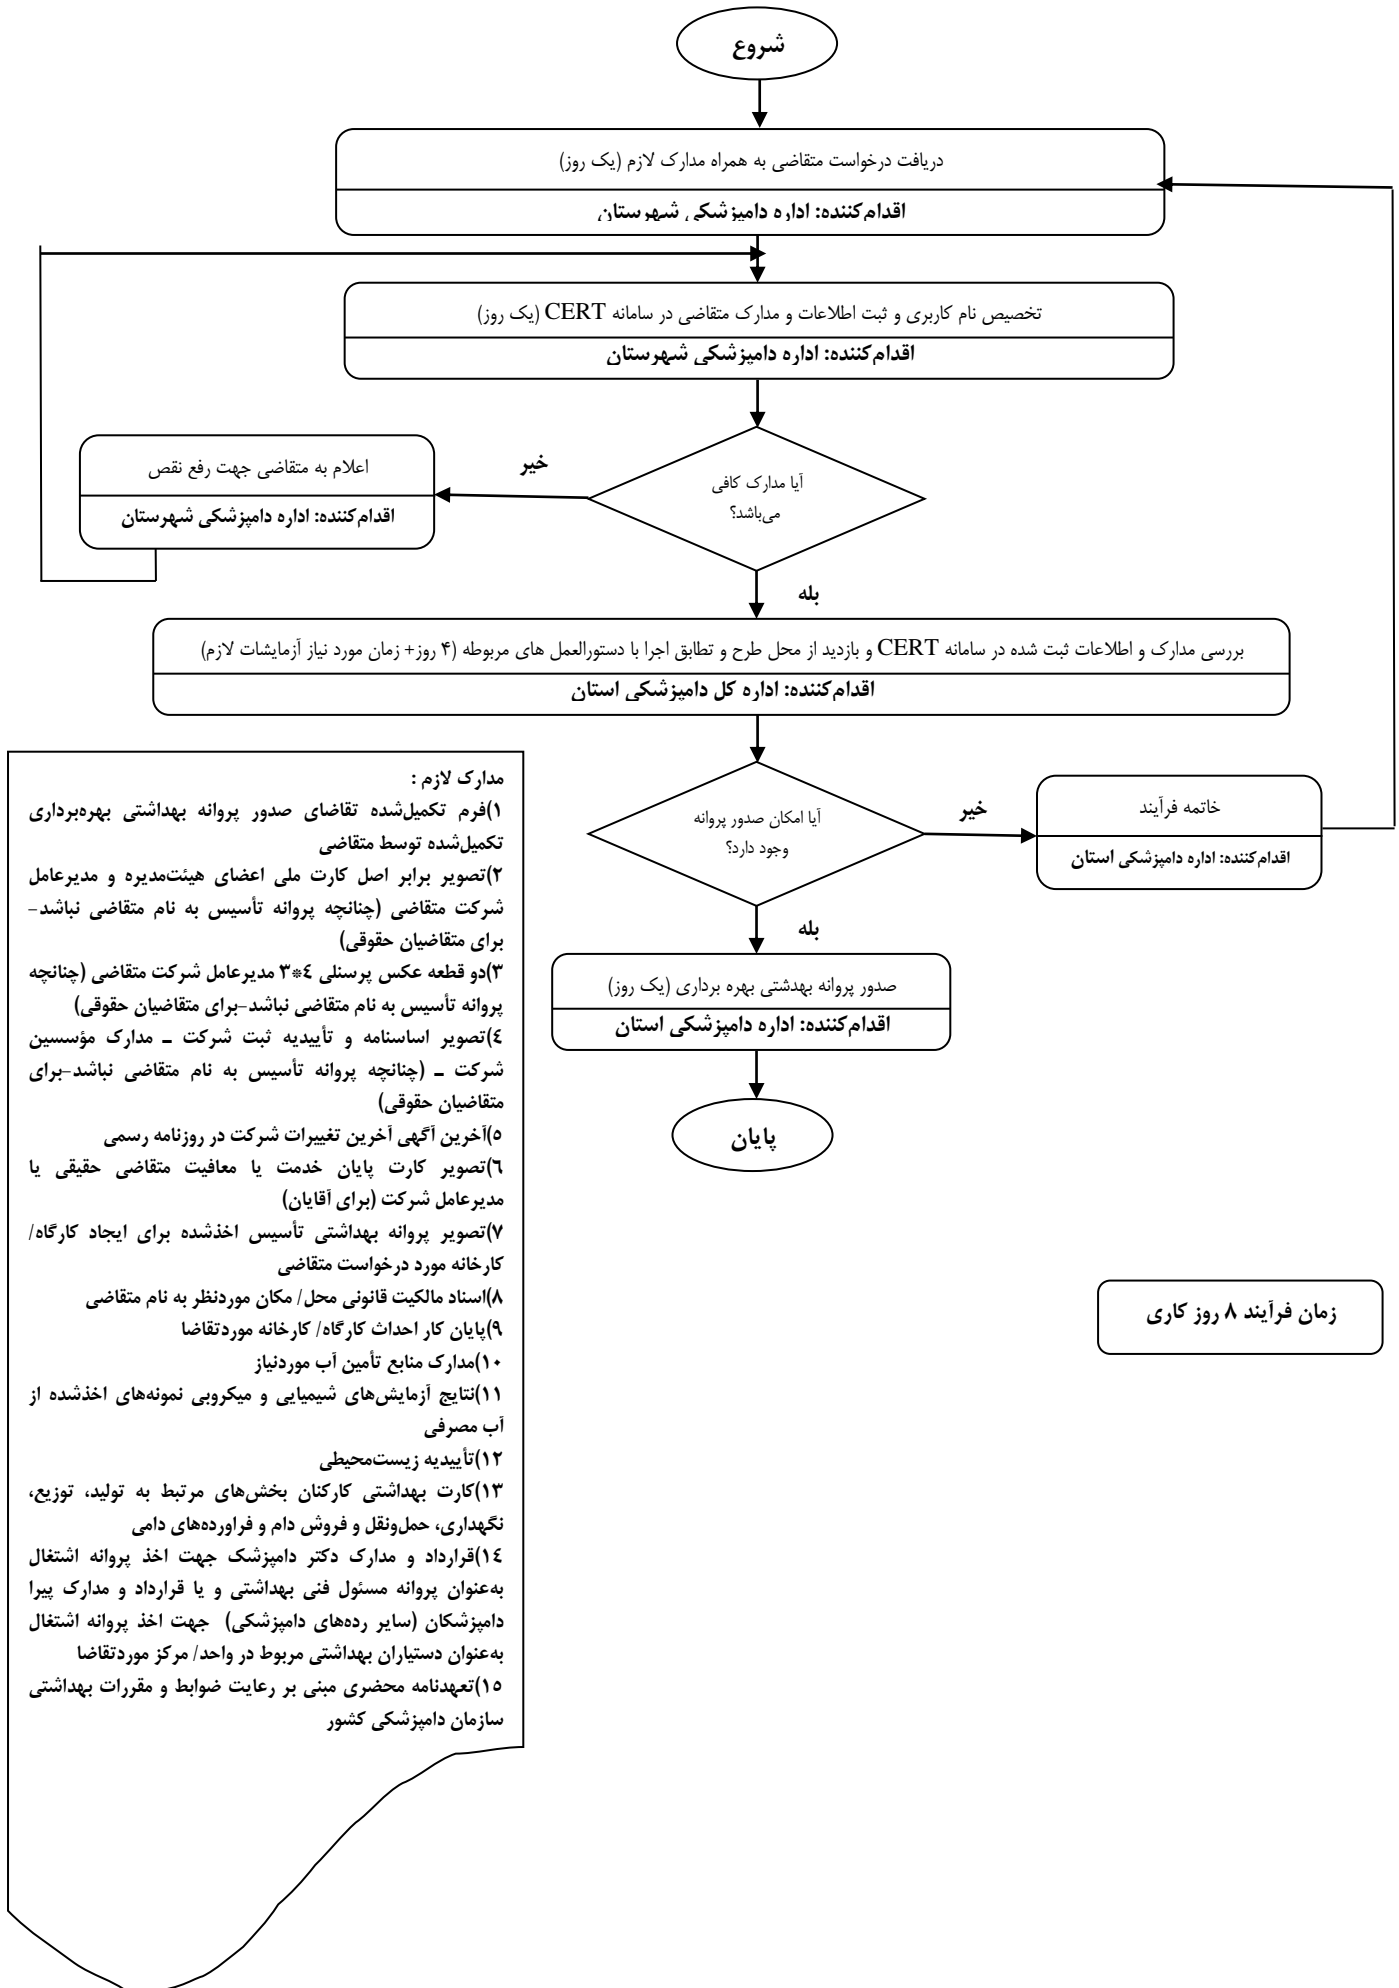 شروع
دریافت درخواست متقاضی به همراه مدارک لازم (یک روز)
اقدام‌کننده: اداره دامپزشکی شهرستان
تخصیص نام کاربری و ثبت اطلاعات و مدارک متقاضی در سامانه CERT (یک روز)
اقدام‌کننده: اداره دامپزشکی شهرستان
آیا مدارک کافی
می‌باشد؟
خیر
اعلام به متقاضی جهت رفع نقص
اقدام‌کننده: اداره دامپزشکی شهرستان
بله
بررسی مدارک و اطلاعات ثبت شده در سامانه CERT و بازدید از محل طرح و تطابق اجرا با دستورالعمل های مربوطه (۴ روز+ زمان مورد نیاز آزمایشات لازم)
اقدام‌کننده: اداره کل دامپزشکی استان
آیا امکان صدور پروانه
وجود دارد؟
خیر
خاتمه فرآیند
اقدام‌کننده: اداره دامپزشکی استان
بله
صدور پروانه بهدشتی بهره برداری (یک روز)
اقدام‌کننده: اداره دامپزشکی استان
پایان
مدارک لازم :
۱)فرم تکمیل‌شده تقاضای صدور پروانه بهداشتی بهره‌برداری
تکمیل‌شده توسط متقاضی
۲)تصویر برابر اصل کارت ملی اعضای هیئت‌مدیره و مدیرعامل
شرکت متقاضی (چنانچه پروانه تأسیس به نام متقاضی نباشد-
برای متقاضیان حقوقی)
۳)دو قطعه عکس پرسنلی ٤*۳ مدیرعامل شرکت متقاضی (چنانچه
پروانه تأسیس به نام متقاضی نباشد-برای متقاضیان حقوقی)
٤)تصویر اساسنامه و تأییدیه ثبت شرکت ـ مدارک مؤسسین
شرکت ـ (چنانچه پروانه تأسیس به نام متقاضی نباشد-برای
متقاضیان حقوقی)
٥)آخرین آگهی آخرین تغییرات شرکت در روزنامه رسمی
٦)تصویر کارت پایان خدمت یا معافیت متقاضی حقیقی یا
مدیرعامل شرکت (برای آقایان)
۷)تصویر پروانه بهداشتی تأسیس اخذشده برای ایجاد کارگاه/
کارخانه مورد درخواست متقاضی
۸)اسناد مالکیت قانونی محل/ مکان موردنظر به نام متقاضی
۹)پایان کار احداث کارگاه/ کارخانه موردتقاضا
۱۰)مدارک منابع تأمین آب موردنیاز
۱۱)نتایج آزمایش‌های شیمیایی و میکروبی نمونه‌های اخذشده از
آب مصرفی
۱۲)تأییدیه زیست‌محیطی
۱۳)کارت بهداشتی کارکنان بخش‌های مرتبط به تولید، توزیع،
نگهداری، حمل‌ونقل و فروش دام و فراورده‌های دامی
۱٤)قرارداد و مدارک دکتر دامپزشک جهت اخذ پروانه اشتغال
به‌عنوان پروانه مسئول فنی بهداشتی و یا قرارداد و مدارک پیرا
دامپزشکان (سایر رده‌های دامپزشکی) جهت اخذ پروانه اشتغال
به‌عنوان دستیاران بهداشتی مربوط در واحد/ مرکز موردتقاضا
۱٥)تعهدنامه محضری مبنی بر رعایت ضوابط و مقررات بهداشتی
سازمان دامپزشکی کشور
زمان فرآیند ۸ روز کاری